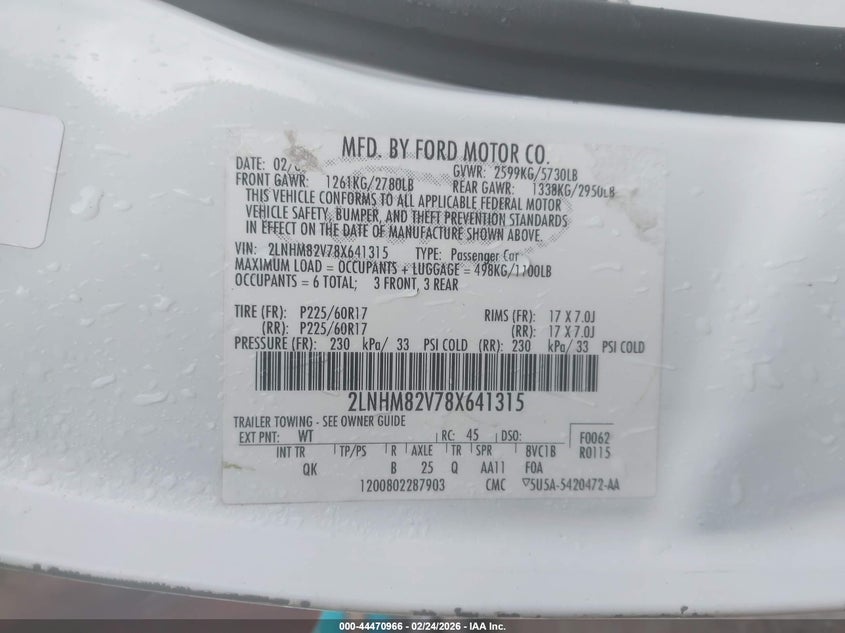 MFD. BY FORD MOTOR CO.
DATE: 02/0 GVWR: 2599KG/5730LB
FRONT GAWR: 1261KG/2780LB REAR GAWR: 1338KG/2950LB
THIS VEHICLE CONFORMS TO ALL APPLICABLE FEDERAL MOTOR
VEHICLE SAFETY, BUMPER, AND THEFT PREVENTION STANDARDS
IN EFFECT ON THE DATE OF MANUFACTURE SHOWN ABOVE.
VIN: 2LNHM82V78X641315 TYPE: Passenger Car
MAXIMUM LOAD = OCCUPANTS + LUGGAGE = 498KG/1100LB
OCCUPANTS = 6 TOTAL; 3 FRONT, 3 REAR
TIRE (FR): P225/60R17 RIMS (FR): 17 X 7.0J
(RR): P225/60R17 (RR): 17 X 7.0J
PRESSURE (FR): 230 kPa/ 33 PSI COLD (RR): 230 kPa/ 33 PSI COLD
2LNHM82V78X641315
TRAILER TOWING - SEE OWNER GUIDE
EXT PNT: WT RC: 45 DSO: F0062
INT TR TP/PS R AXLE TR SPR 8VC1B R0115
QK B 25 Q AA11 F0A
1200802287903 CMC ▽5U5A-5420472-AA
000-44470966 - 02/24/2026 - IAA Inc.